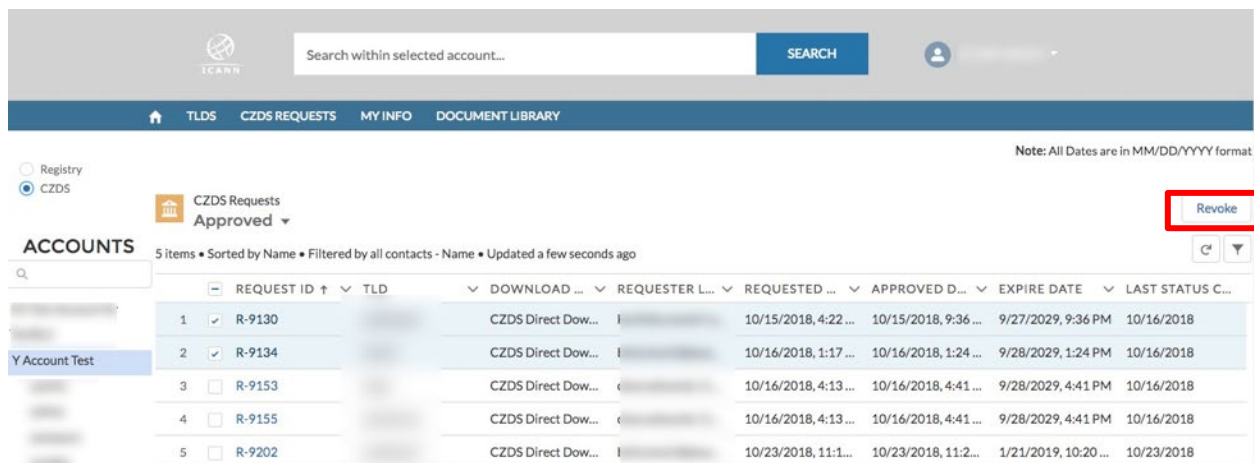 ICANN
Search within selected account...
SEARCH
TLDS CZDS REQUESTS MY INFO DOCUMENT LIBRARY
Note: All Dates are in MM/DD/YYYY format
Registry
CZDS
CZDS Requests
Approved
Revoke
ACCOUNTS
5 items • Sorted by Name • Filtered by all contacts - Name • Updated a few seconds ago
REQUEST ID ↑ TLD DOWNLOAD ... REQUESTER L... REQUESTED ... APPROVED D... EXPIRE DATE LAST STATUS C...
1 R-9130 CZDS Direct Dow... 10/15/2018, 4:22 ... 10/15/2018, 9:36 ... 9/27/2029, 9:36 PM 10/16/2018
Y Account Test
2 R-9134 CZDS Direct Dow... 10/16/2018, 1:17 ... 10/16/2018, 1:24 ... 9/28/2029, 1:24 PM 10/16/2018
3 R-9153 CZDS Direct Dow... 10/16/2018, 4:13 ... 10/16/2018, 4:41 ... 9/28/2029, 4:41 PM 10/16/2018
4 R-9155 CZDS Direct Dow... 10/16/2018, 4:13 ... 10/16/2018, 4:41 ... 9/28/2029, 4:41 PM 10/16/2018
5 R-9202 CZDS Direct Dow... 10/23/2018, 11:1... 10/23/2018, 11:2... 1/21/2019, 10:20 ... 10/23/2018